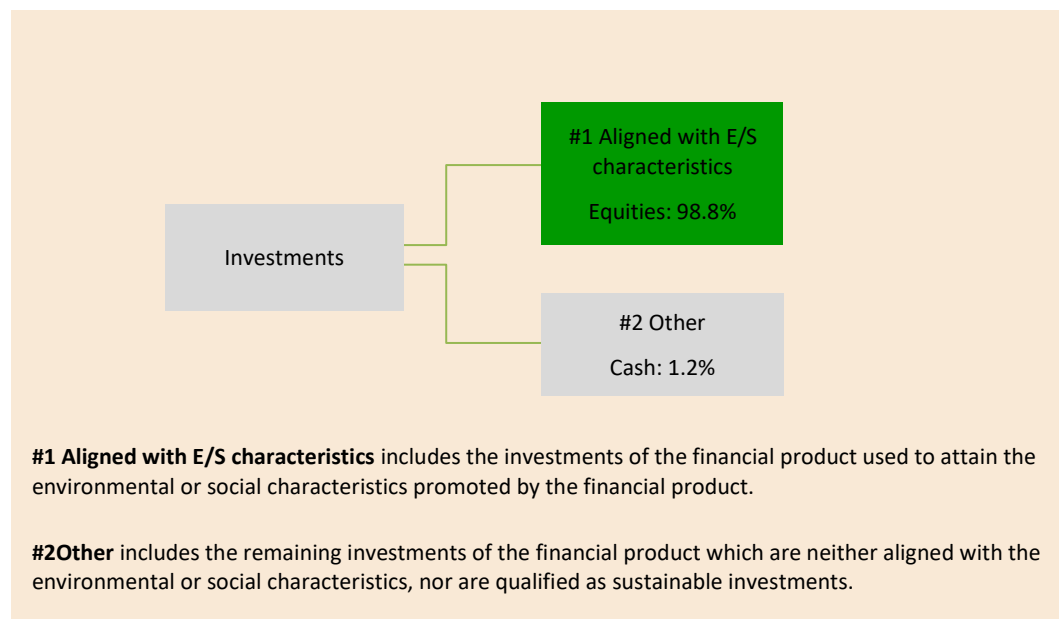 #1 Aligned with E/S
characteristics
Equities: 98.8%
Investments
#2 Other
Cash: 1.2%
#1 Aligned with E/S characteristics includes the investments of the financial product used to attain the
environmental or social characteristics promoted by the financial product.
#2Other includes the remaining investments of the financial product which are neither aligned with the
environmental or social characteristics, nor are qualified as sustainable investments.